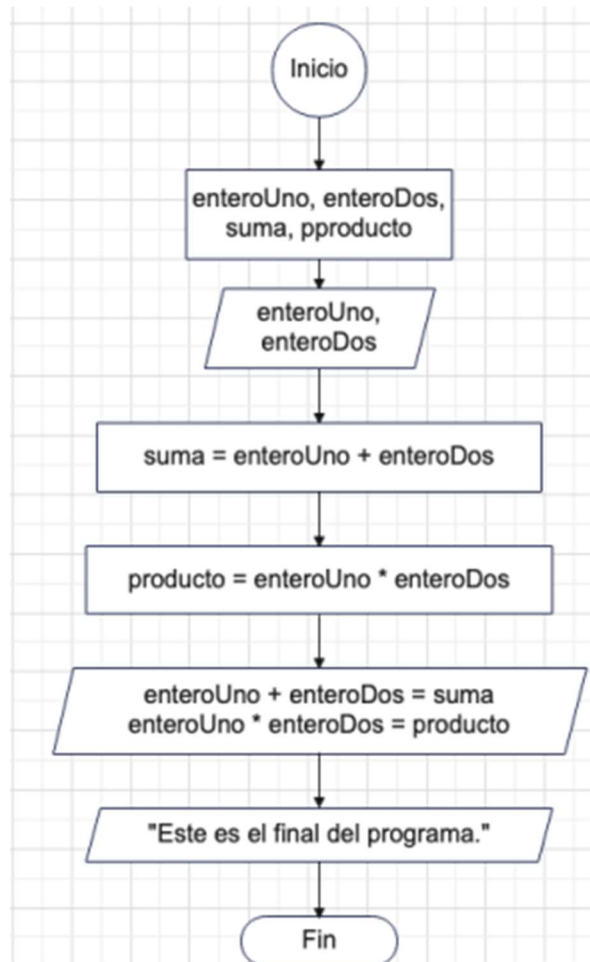 Inicio
enteroUno, enteroDos,
suma, pproducto
enteroUno,
enteroDos
suma = enteroUno + enteroDos
producto = enteroUno * enteroDos
enteroUno + enteroDos = suma
enteroUno * enteroDos = producto
"Este es el final del programa."
Fin